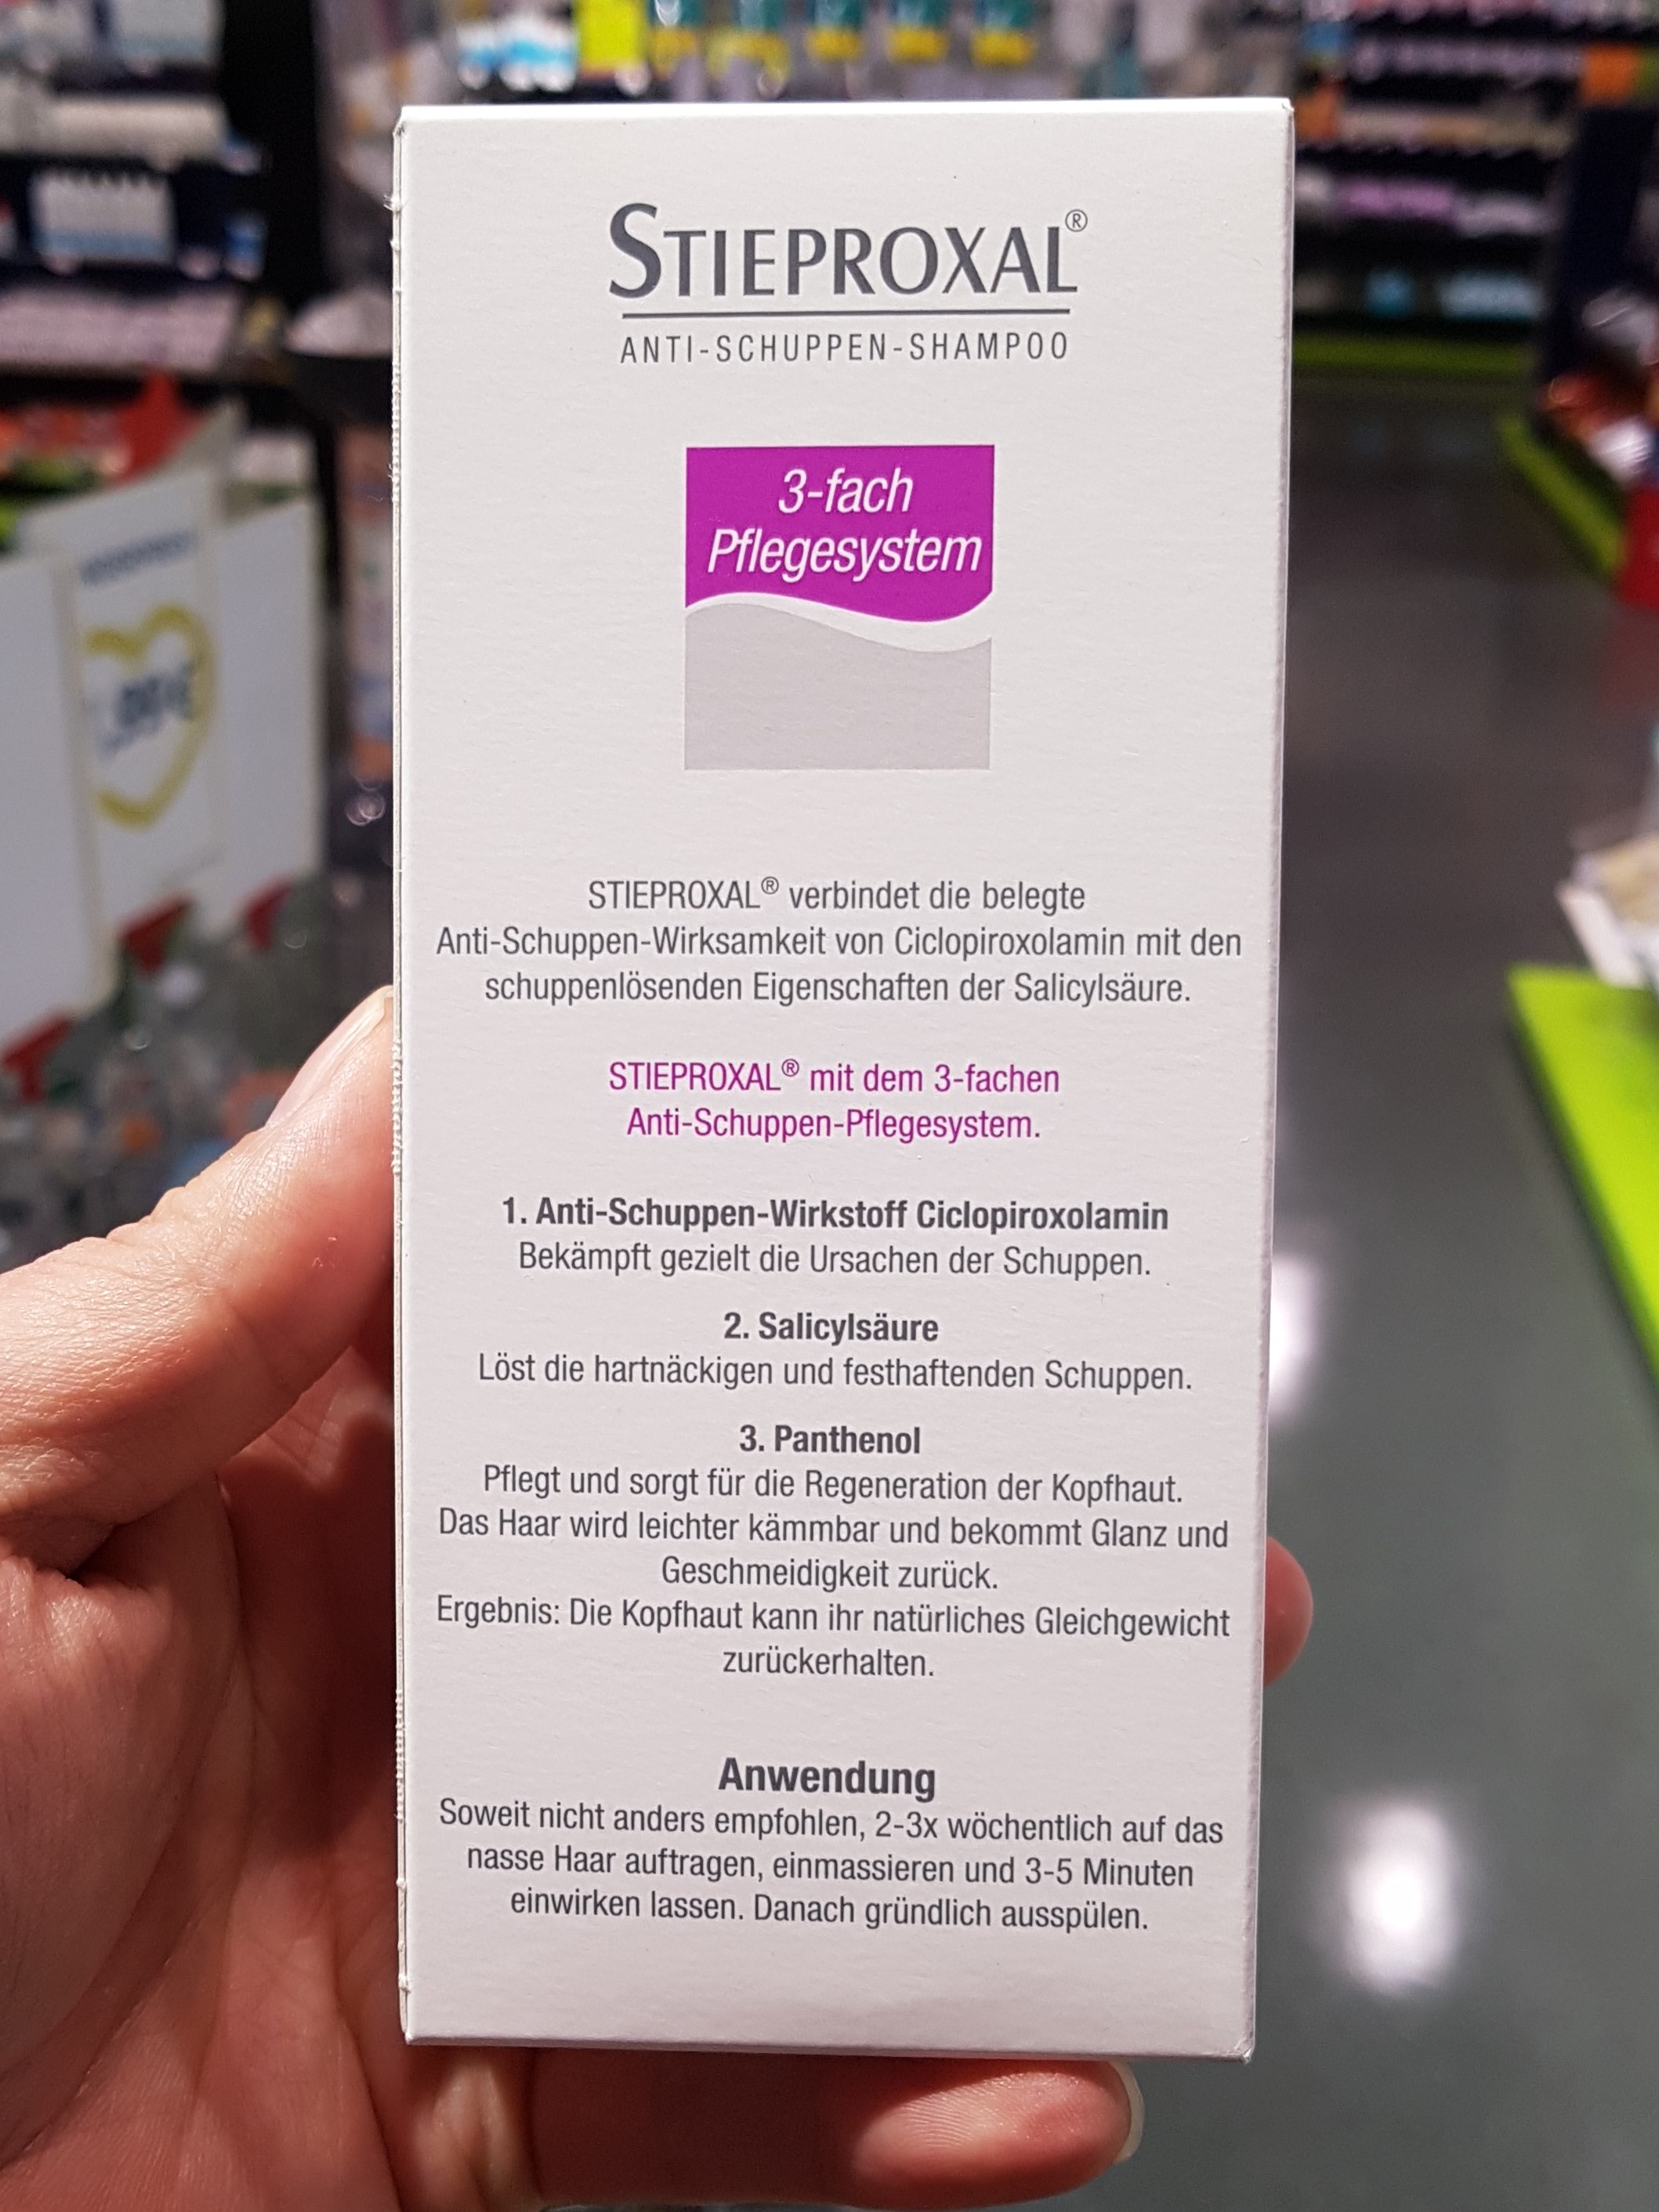 STIEPROXAL®
ANTI-SCHUPPEN-SHAMPOO
3-fach
Pflegesystem
STIEPROXAL® verbindet die belegte
Anti-Schuppen-Wirksamkeit von Ciclopiroxolamin mit den
schuppenlösenden Eigenschaften der Salicylsäure.
STIEPROXAL® mit dem 3-fachen
Anti-Schuppen-Pflegesystem.
1. Anti-Schuppen-Wirkstoff Ciclopiroxolamin
Bekämpft gezielt die Ursachen der Schuppen.
2. Salicylsäure
Löst die hartnäckigen und festhaftenden Schuppen.
3. Panthenol
Pflegt und sorgt für die Regeneration der Kopfhaut.
Das Haar wird leichter kämmbar und bekommt Glanz und
Geschmeidigkeit zurück.
Ergebnis: Die Kopfhaut kann ihr natürliches Gleichgewicht
zurückerhalten.
Anwendung
Soweit nicht anders empfohlen, 2-3x wöchentlich auf das
nasse Haar auftragen, einmassieren und 3-5 Minuten
einwirken lassen. Danach gründlich ausspülen.